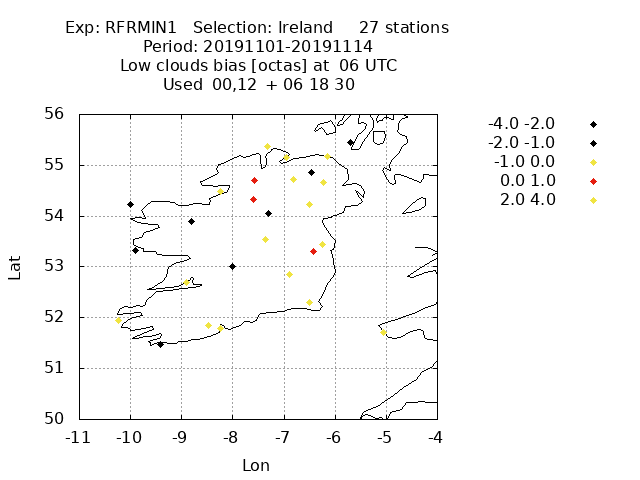 Exp: RFRMIN1 Selection: Ireland 27 stations
Period: 20191101-20191114
Low clouds bias [octas] at 06 UTC
Used 00,12 + 06 18 30
56
55
54
53
52
51
50
-11 -10 -9 -8 -7 -6 -5 -4
Lat
Lon
-4.0 -2.0
-2.0 -1.0
-1.0 0.0
0.0 1.0
2.0 4.0